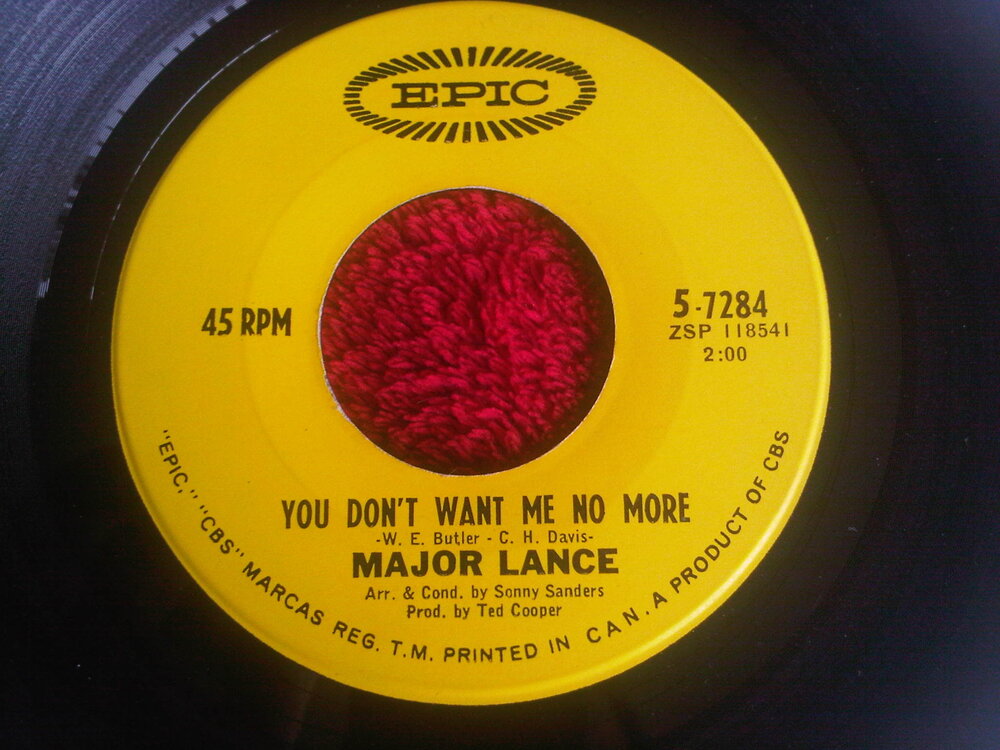 EPIC
45 RPM
5-7284
ZSP 118541
2:00
YOU DON'T WANT ME NO MORE
-W. E. Butler - C. H. Davis-
MAJOR LANCE
Arr. & Cond. by Sonny Sanders
Prod. by Ted Cooper
"EPIC," "CBS" MARCAS REG. T.M. PRINTED IN CAN. A PRODUCT OF CBS